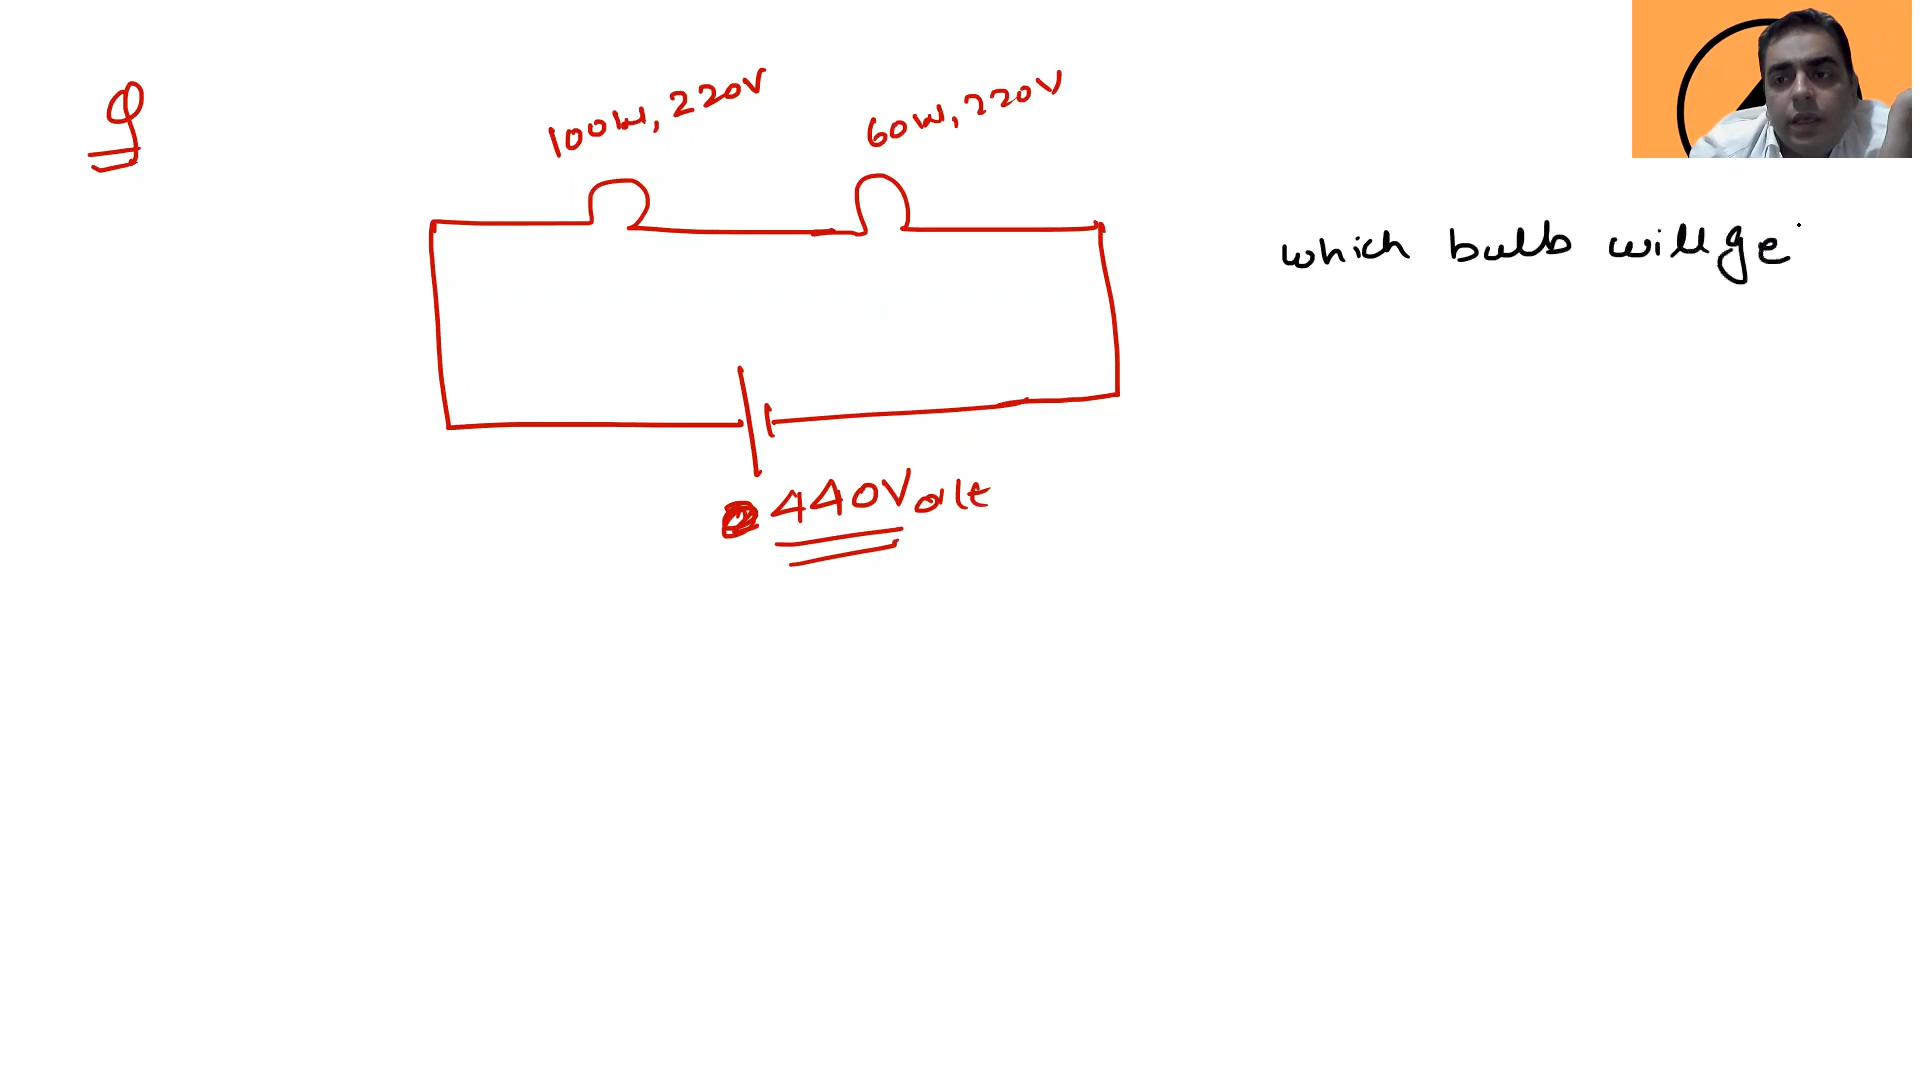 Q
100W, 220V
60W, 220V
which bulb will ge
440Volt